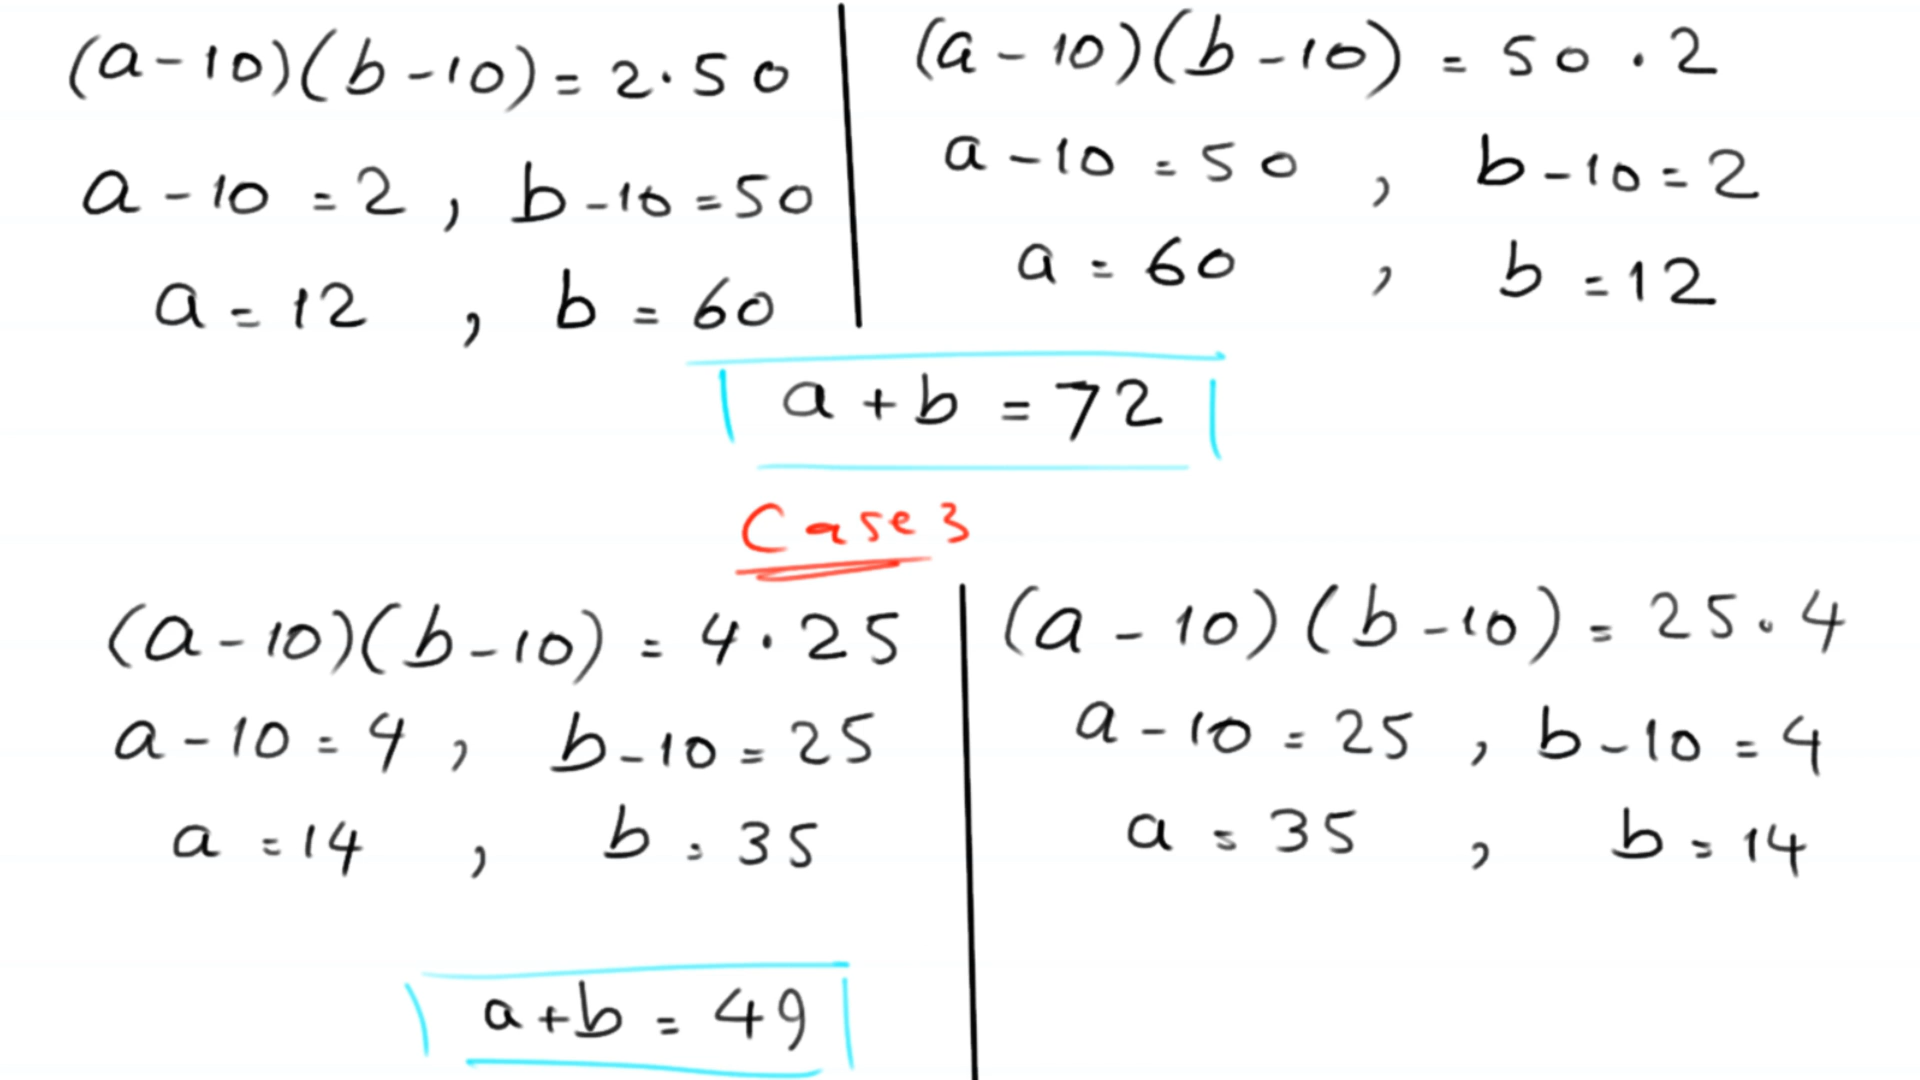 (a-10)(b-10)=2·50
a-10=2, b-10=50
a=12, b=60
(a-10)(b-10)=50·2
a-10=50, b-10=2
a=60, b=12
a+b=72
Case 3
(a-10)(b-10)=4·25
a-10=4, b-10=25
a=14, b=35
(a-10)(b-10)=25·4
a-10=25, b-10=4
a=35, b=14
a+b=49